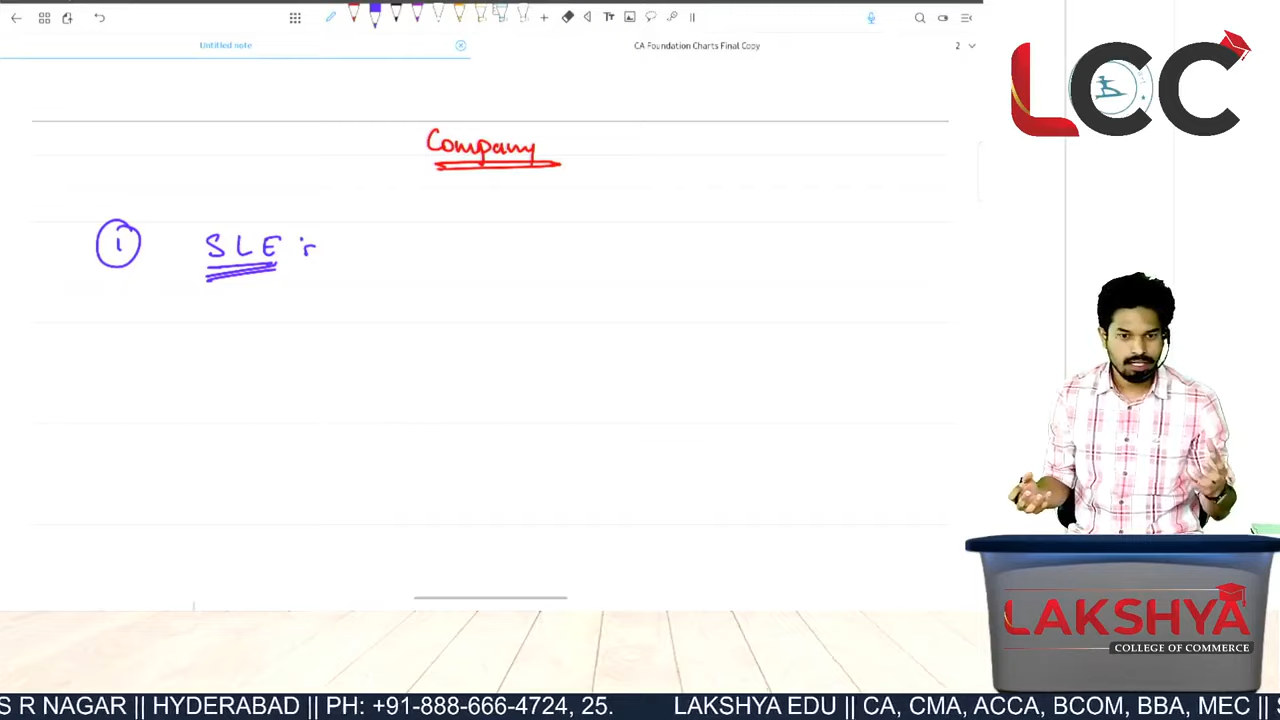 Untitled note
CA Foundation Charts Final Copy
2
LCC
Company
1 SLE :-
LAKSHYA
COLLEGE OF COMMERCE
S R NAGAR || HYDERABAD || PH: +91-888-666-4724, 25. LAKSHYA EDU || CA, CMA, ACCA, BCOM, BBA, MEC ||